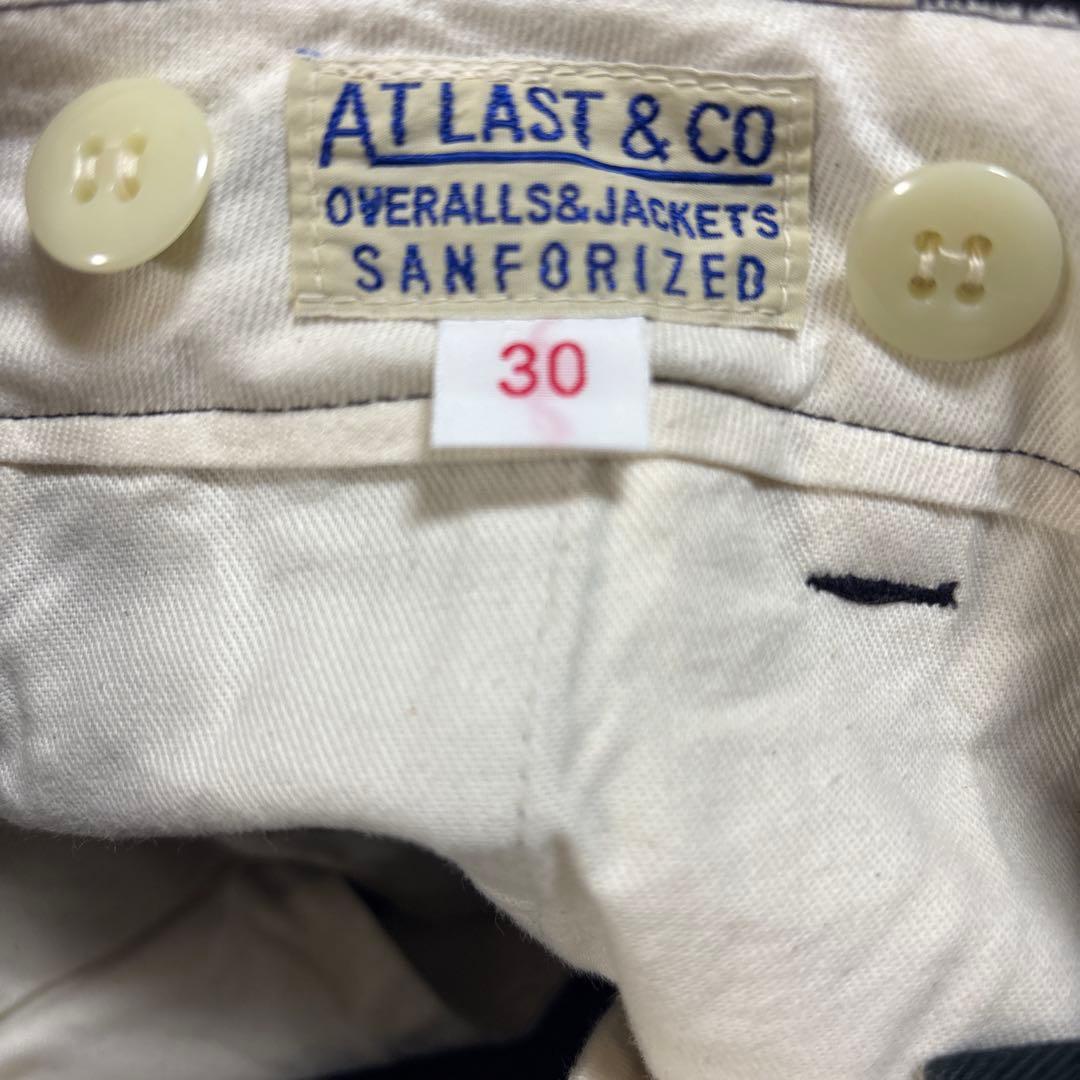 AT LAST & CO
OVERALLS&JACKETS
SANFORIZED
30